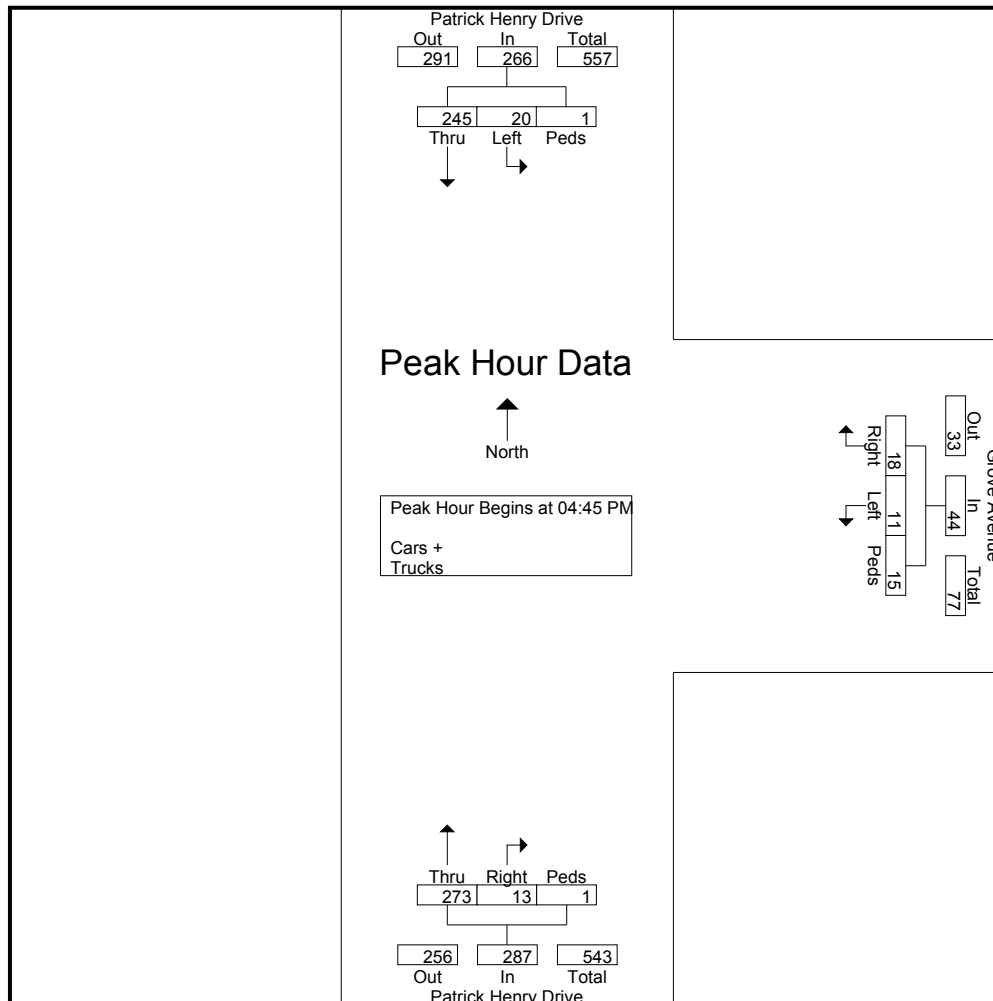 Patrick Henry Drive
Out In Total
291 266 557
245 20 1
Thru Left Peds
Peak Hour Data
North
Peak Hour Begins at 04:45 PM
Cars +
Trucks
Grove Avenue
Out In Total
33 44 77
18 11 15
Right Left Peds
Thru Right Peds
273 13 1
256 287 543
Out In Total
Patrick Henry Drive